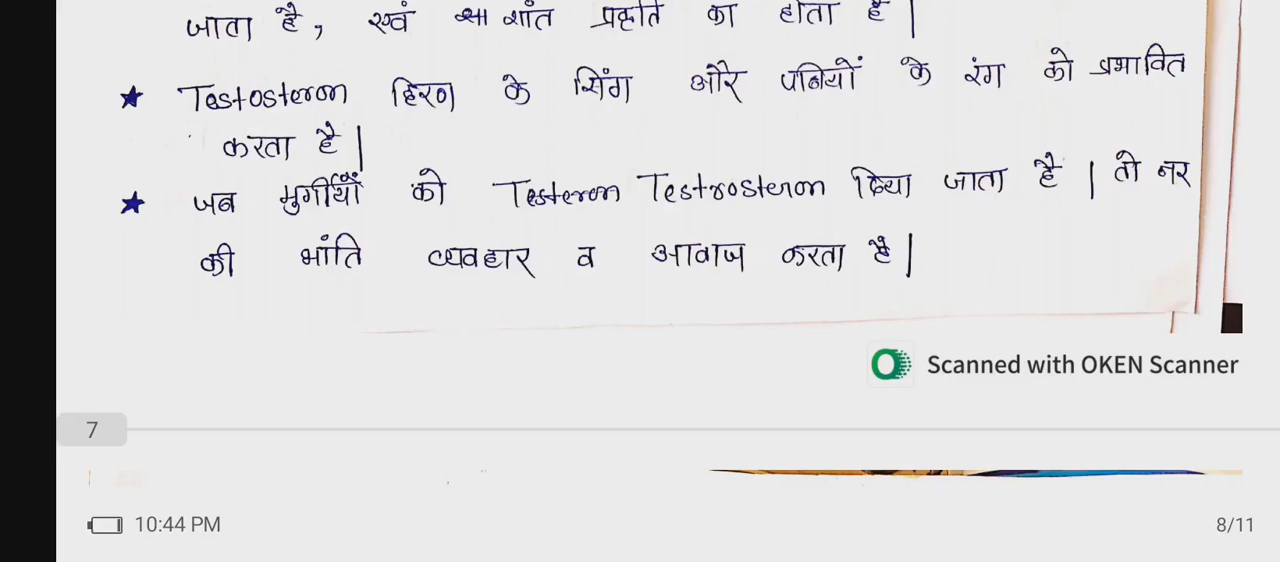 जाता है, एवं शांत प्रकृति का होता है |
★ Testosteron हिरण के सिंग और पक्षियों के रंग को प्रभावित
करता है |
★ जब मुर्गीयों को Testeron Testrosteron दिया जाता है | तो नर
की भांति व्यवहार व आवाज करता है |
Scanned with OKEN Scanner
7
10:44 PM
8/11